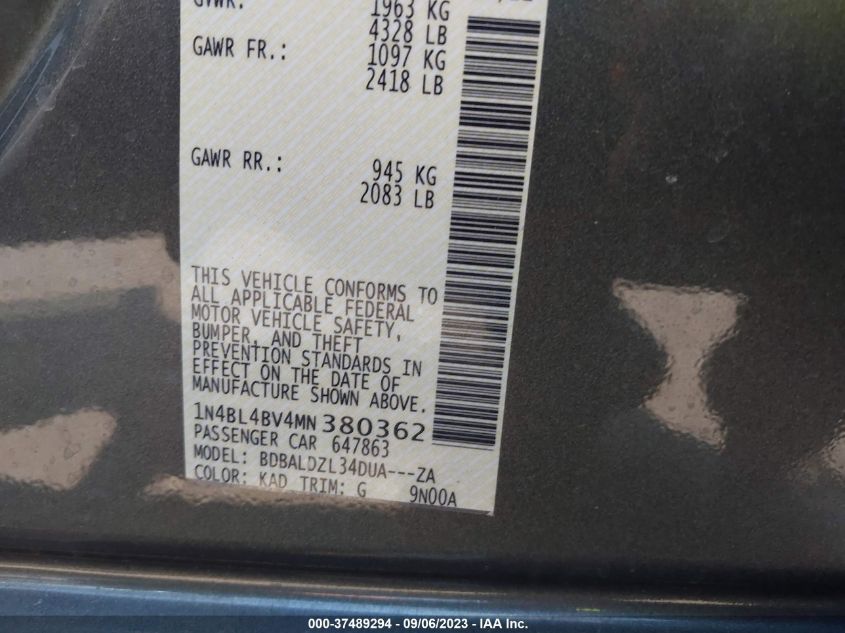 GVWR: 1963 KG
4328 LB
GAWR FR.: 1097 KG
2418 LB
GAWR RR.: 945 KG
2083 LB
THIS VEHICLE CONFORMS TO
ALL APPLICABLE FEDERAL
MOTOR VEHICLE SAFETY,
BUMPER, AND THEFT
PREVENTION STANDARDS IN
EFFECT ON THE DATE OF
MANUFACTURE SHOWN ABOVE.
1N4BL4BV4MN380362
PASSENGER CAR 647863
MODEL: BDBALDZL34DUA---ZA
COLOR: KAD TRIM: G 9N00A
000-37489294 - 09/06/2023 - IAA Inc.